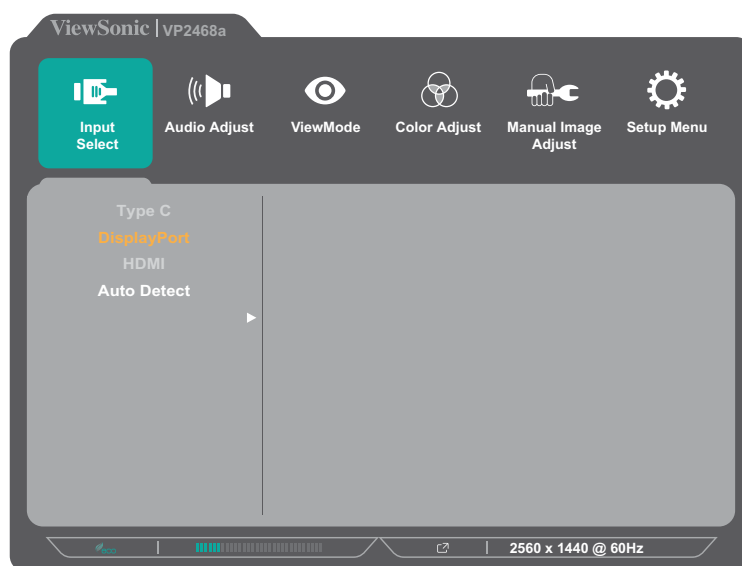 ViewSonic | VP2468a
Input
Select
Audio Adjust
ViewMode
Color Adjust
Manual Image
Adjust
Setup Menu
Type C
DisplayPort
HDMI
Auto Detect
eco
2560 x 1440 @ 60Hz